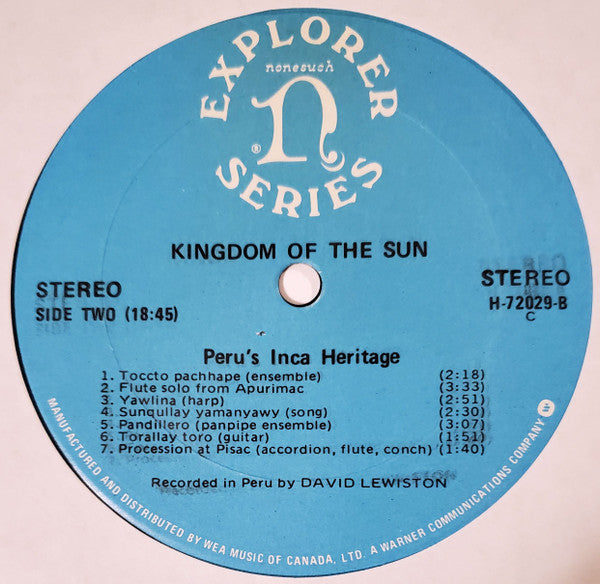 EXPLORER
nonesuch
n
®
SERIES
KINGDOM OF THE SUN
STEREO
SIDE TWO (18:45)
STEREO
H-72029-B
C
Peru's Inca Heritage
1. Toccto pachhape (ensemble) (2:18)
2. Flute solo from Apurimac (3:33)
3. Yawlina (harp) (2:51)
4. Sunqullay yamanyawy (song) (2:30)
5. Pandillero (panpipe ensemble) (3:07)
6. Torallay toro (guitar) (1:51)
7. Procession at Pisac (accordion, flute, conch) (1:40)
Recorded in Peru by DAVID LEWISTON
MANUFACTURED AND DISTRIBUTED BY WEA MUSIC OF CANADA, LTD. A WARNER COMMUNICATIONS COMPANY